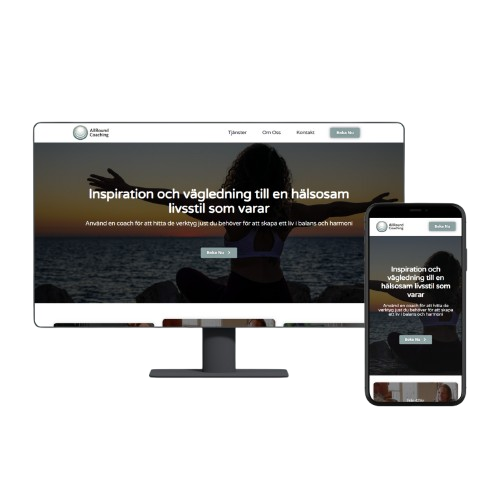 AllRound
Coaching
Tjänster
Om Oss
Kontakt
Boka Nu
Inspiration och vägledning till en hälsosam
livsstil som varar
Använd en coach för att hitta de verktyg just du behöver för att skapa ett liv i balans och harmoni
Boka Nu
AllRound
Coaching
Boka Nu
Inspiration och
vägledning till en
hälsosam livsstil som
varar
Använd en coach för att hitta de
verktyg just du behöver för att skapa
ett liv i balans och harmoni
Boka Nu